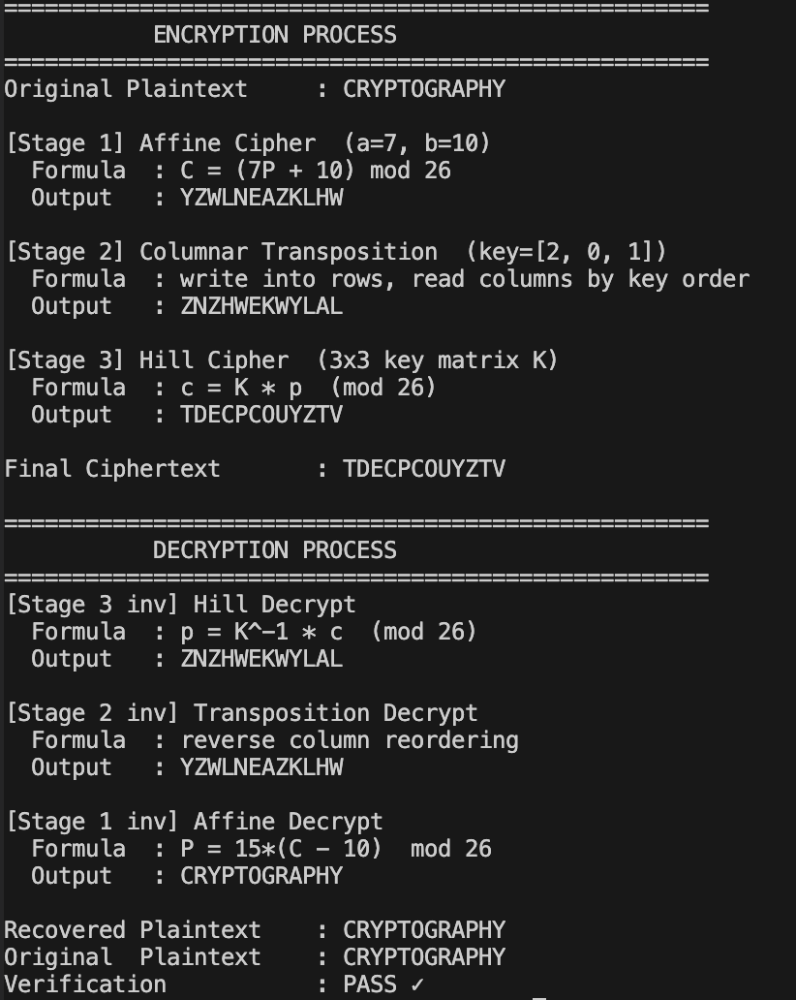 ====================================================
ENCRYPTION PROCESS
====================================================
Original Plaintext : CRYPTOGRAPHY
[Stage 1] Affine Cipher (a=7, b=10)
Formula : C = (7P + 10) mod 26
Output : YZWLNEAZKLHW
[Stage 2] Columnar Transposition (key=[2, 0, 1])
Formula : write into rows, read columns by key order
Output : ZNZHWEKWYLAL
[Stage 3] Hill Cipher (3x3 key matrix K)
Formula : c = K * p (mod 26)
Output : TDECPCOUYZTV
Final Ciphertext : TDECPCOUYZTV
====================================================
DECRYPTION PROCESS
====================================================
[Stage 3 inv] Hill Decrypt
Formula : p = K^-1 * c (mod 26)
Output : ZNZHWEKWYLAL
[Stage 2 inv] Transposition Decrypt
Formula : reverse column reordering
Output : YZWLNEAZKLHW
[Stage 1 inv] Affine Decrypt
Formula : P = 15*(C - 10) mod 26
Output : CRYPTOGRAPHY
Recovered Plaintext : CRYPTOGRAPHY
Original Plaintext : CRYPTOGRAPHY
Verification : PASS ✓